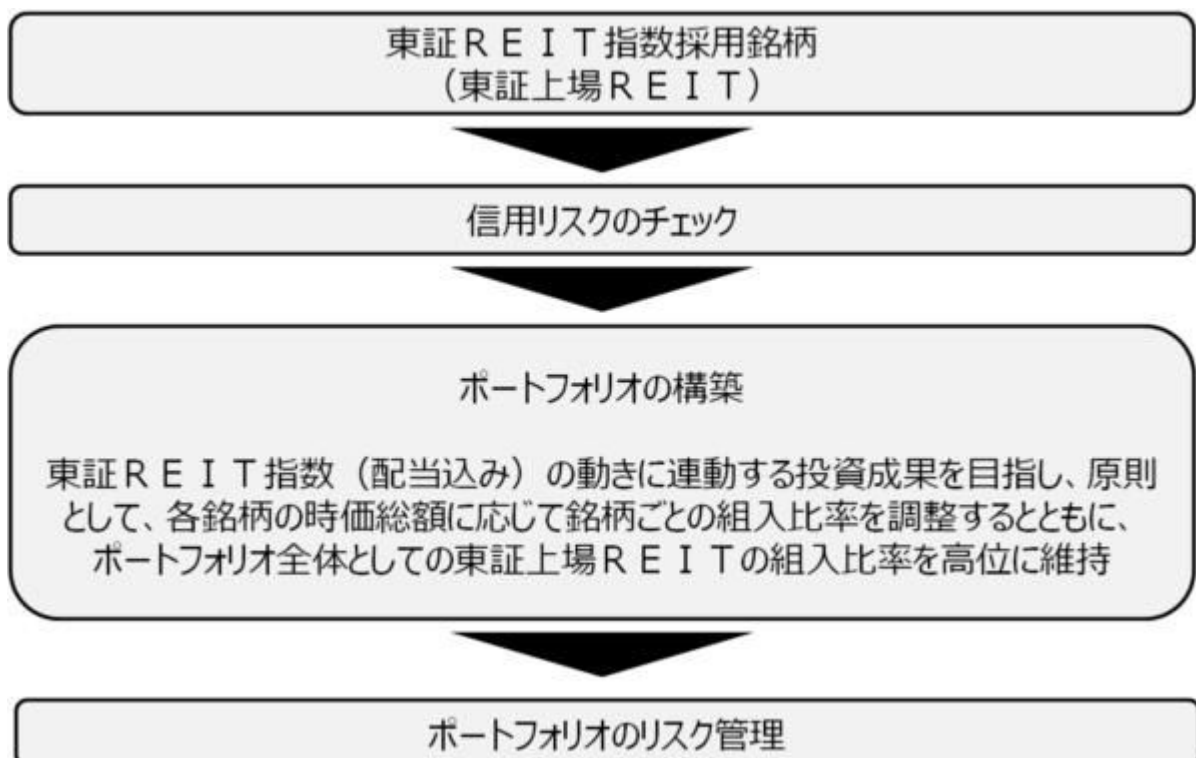 東証ＲＥＩＴ指数採用銘柄
（東証上場ＲＥＩＴ）
信用リスクのチェック
ポートフォリオの構築
東証ＲＥＩＴ指数（配当込み）の動きに連動する投資成果を目指し、原則
として、各銘柄の時価総額に応じて銘柄ごとの組入比率を調整するとともに、
ポートフォリオ全体としての東証上場ＲＥＩＴの組入比率を高位に維持
ポートフォリオのリスク管理